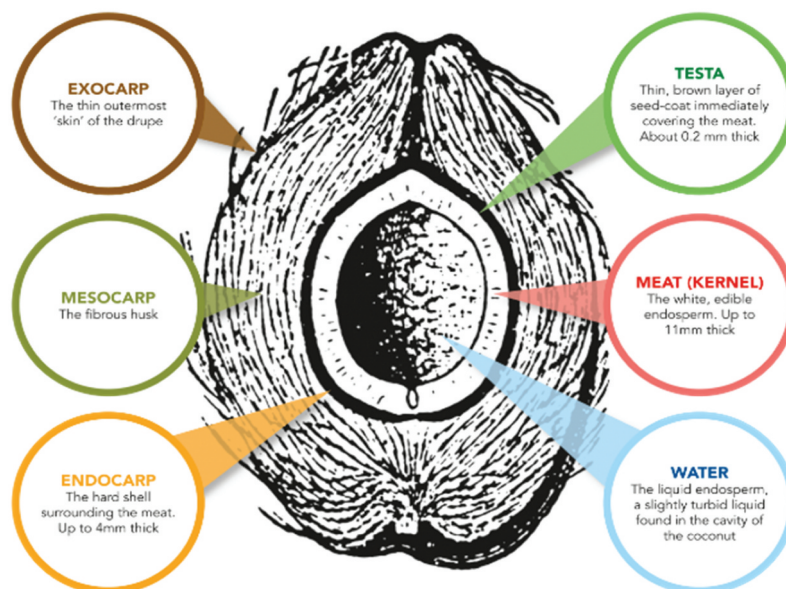 EXOCARP
The thin outermost
'skin' of the drupe
TESTA
Thin, brown layer of
seed-coat immediately
covering the meat.
About 0.2 mm thick
MESOCARP
The fibrous husk
MEAT (KERNEL)
The white, edible
endosperm. Up to
11mm thick
ENDOCARP
The hard shell
surrounding the meat.
Up to 4mm thick
WATER
The liquid endosperm,
a slightly turbid liquid
found in the cavity of
the coconut